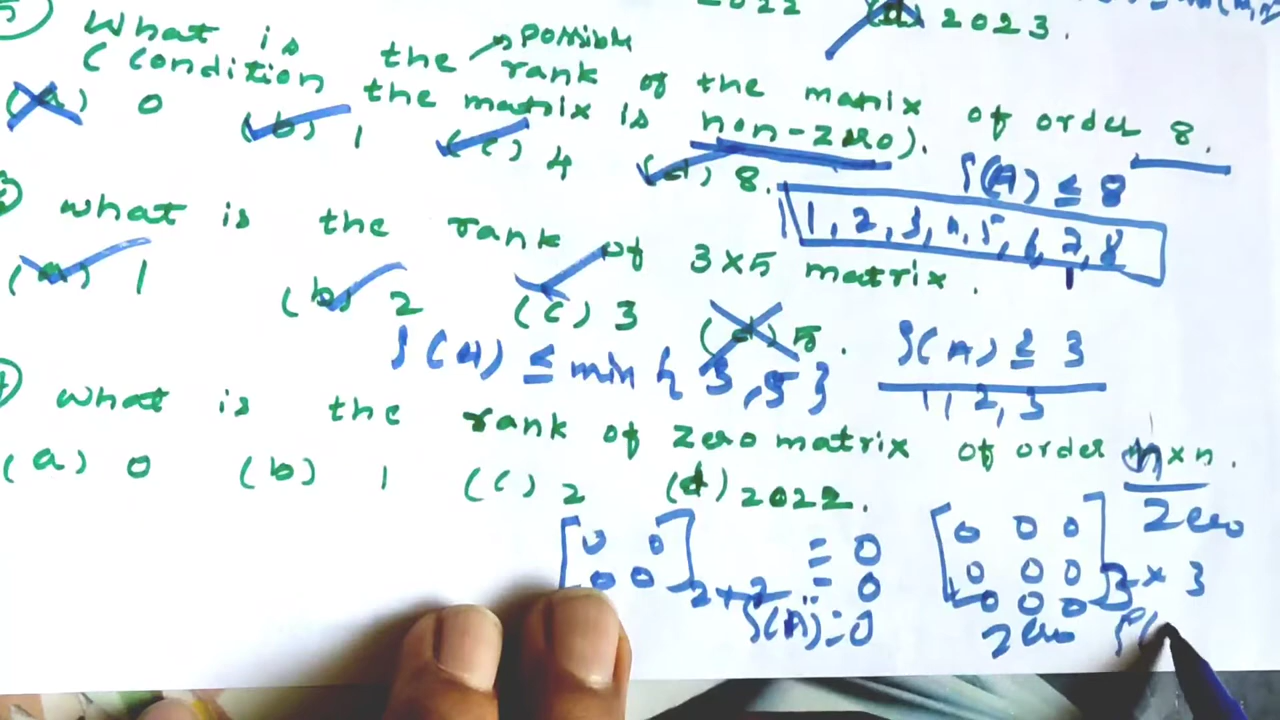 2022 (d) 2023.
What is the possible rank of the matrix of order 8.
(Condition the matrix is non-zero).
(a) 0 (b) 1 (c) 4 (d) 8.
ρ(A) ≤ 8
1, 2, 3, 4, 5, 6, 7, 8
what is the rank of 3×5 matrix.
(a) 1 (b) 2 (c) 3 (d) 5.
ρ(A) ≤ min { 3, 5 }
ρ(A) ≤ 3
1, 2, 3
what is the rank of zero matrix of order m×n.
(a) 0 (b) 1 (c) 2 (d) 2022.
zero
[0 0
0 0] 2×2
= 0
= 0
ρ(A) = 0
[0 0 0
0 0 0
0 0 0] 3×3
zero ρ(